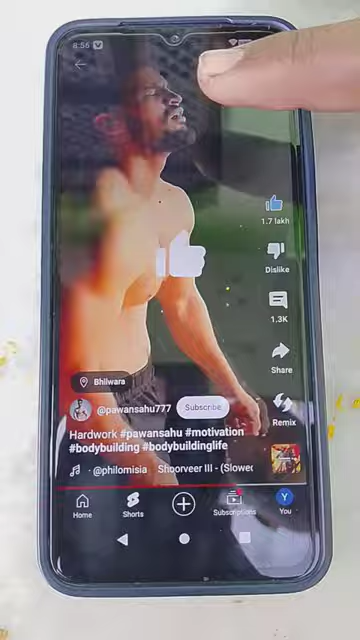 8:56
1.7 lakh
Dislike
1.3K
Share
Bhilwara
@pawansahu777 Subscribe
Remix
Hardwork #pawansahu #motivation
#bodybuilding #bodybuildinglife
@philomisia Shoorveer III - (Slowe
Home Shorts Subscriptions You
Y